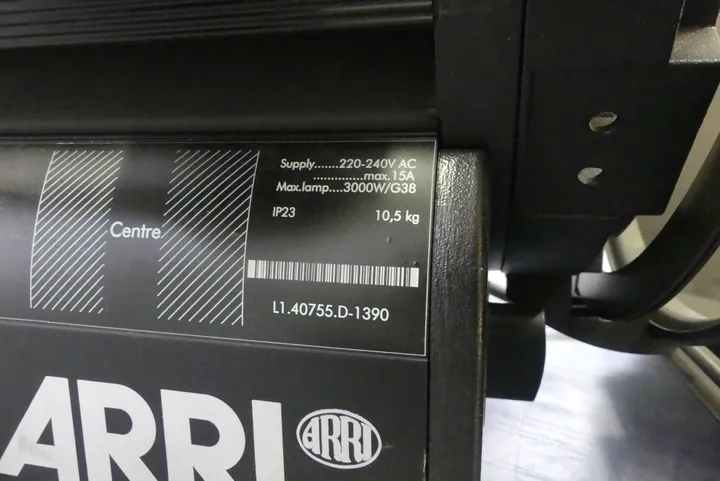 Centre
Supply......220-240V AC
..............max.15A
Max.lamp....3000W/G38
IP23 10,5 kg
L1.40755.D-1390
ARRI ARRI